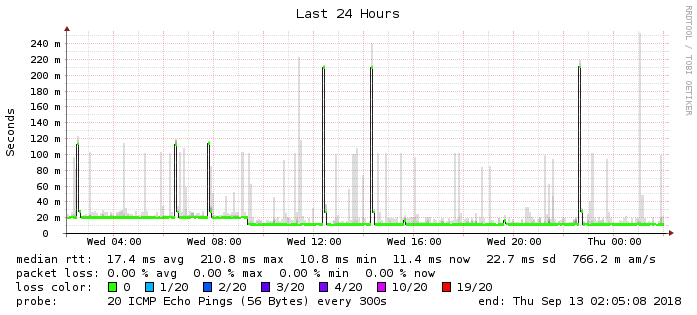 Last 24 Hours
RRDTOOL / TOBI OETIKER
Seconds
240 m
220 m
200 m
180 m
160 m
140 m
120 m
100 m
80 m
60 m
40 m
20 m
0
Wed 04:00 Wed 08:00 Wed 12:00 Wed 16:00 Wed 20:00 Thu 00:00
median rtt: 17.4 ms avg 210.8 ms max 10.8 ms min 11.4 ms now 22.7 ms sd 766.2 m am/s
packet loss: 0.00 % avg 0.00 % max 0.00 % min 0.00 % now
loss color: 0 1/20 2/20 3/20 4/20 10/20 19/20
probe: 20 ICMP Echo Pings (56 Bytes) every 300s end: Thu Sep 13 02:05:08 2018